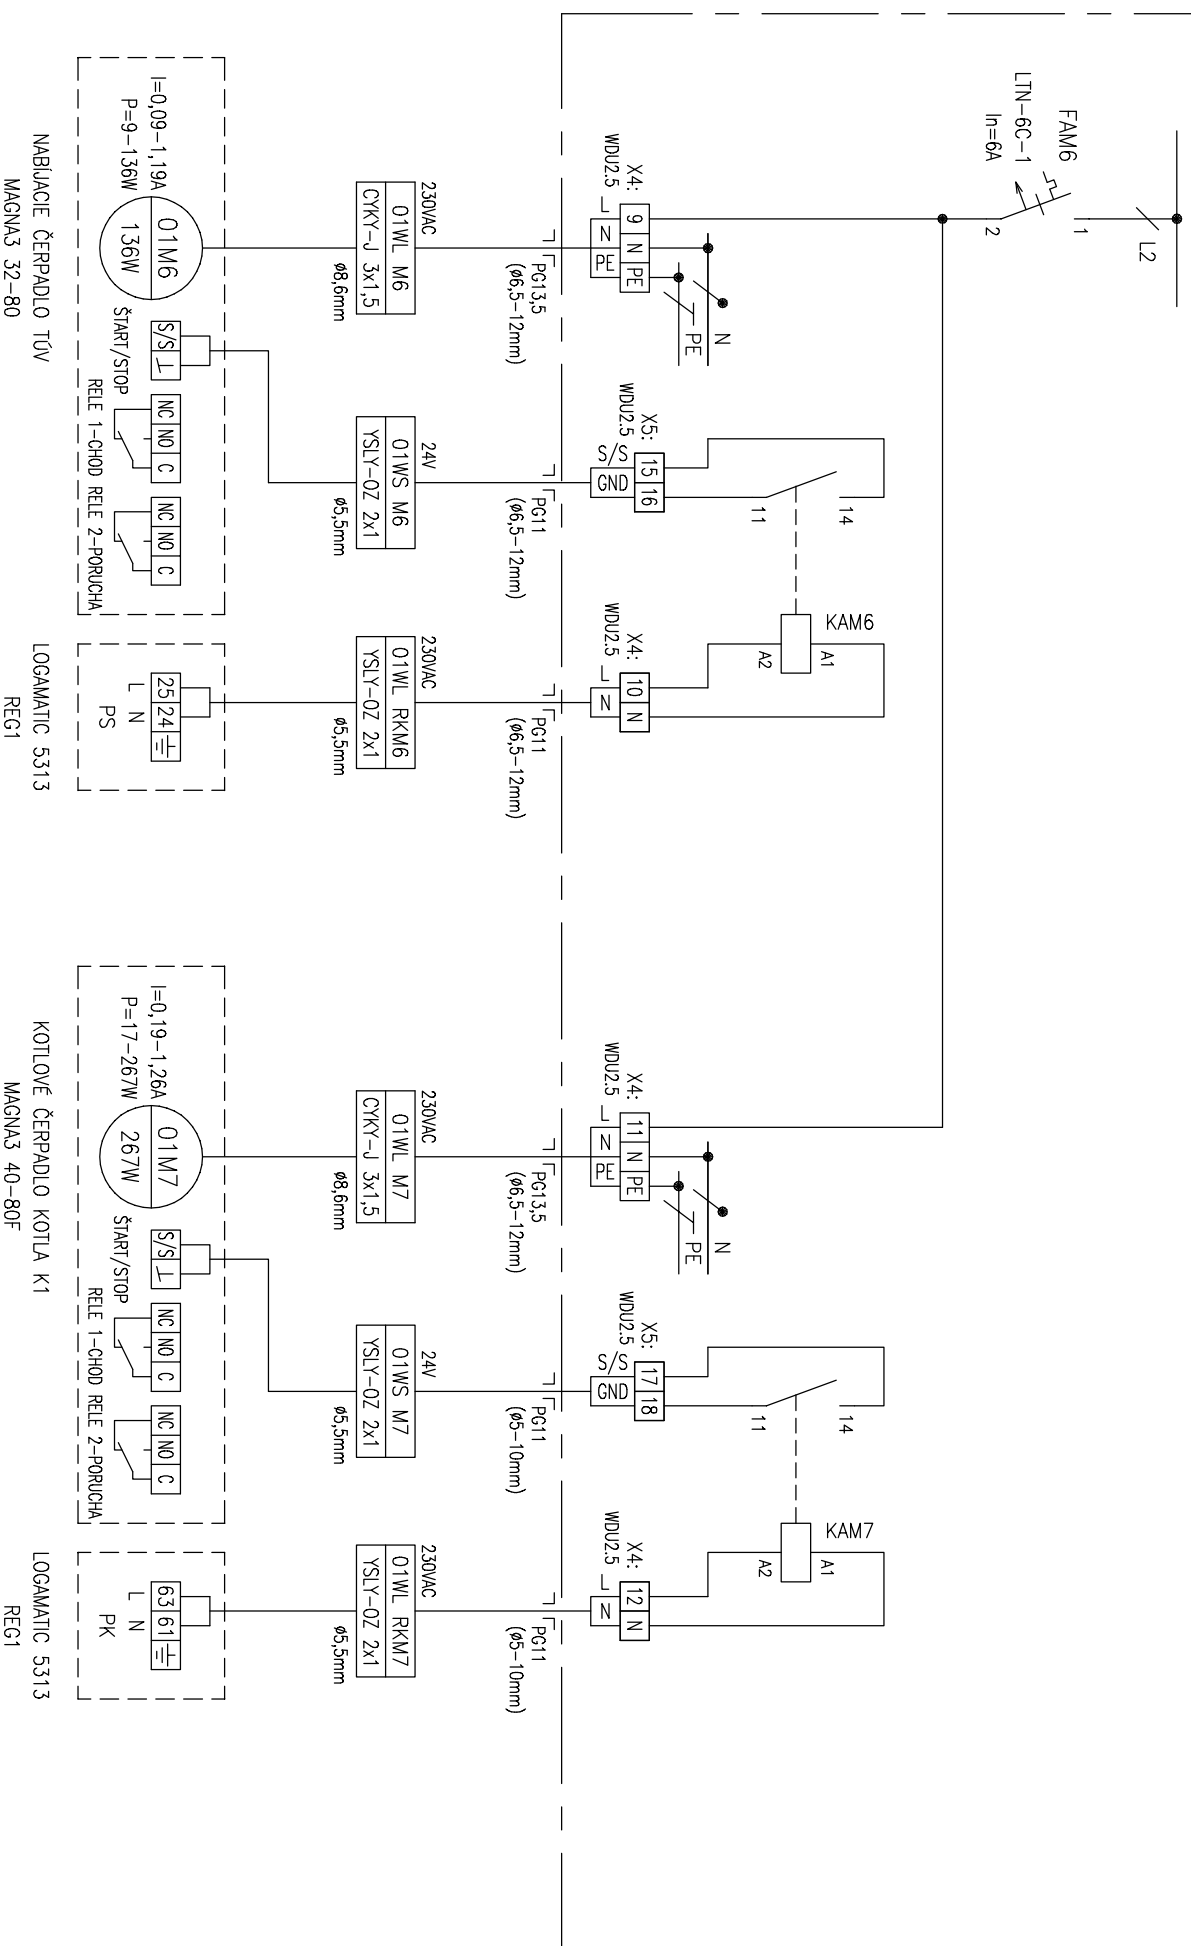 L2
FAM6
LTN-6C-1
In=6A
1
2
X4:
WDU2.5
9 N PE
L N PE
N
PE
PG13,5
(ø6,5-12mm)
230VAC
01WL M6
CYKY-J 3x1,5
ø8,6mm
I=0,09-1,19A
P=9-136W
01M6
136W
S/S ⊥
ŠTART/STOP
NC NO C
RELE 1-CHOD
NC NO C
RELE 2-PORUCHA
NABÍJACIE ČERPADLO TÚV
MAGNA3 32-80
14
11
X5:
WDU2.5
15 16
S/S GND
PG11
(ø6,5-12mm)
24V
01WS M6
YSLY-OZ 2x1
ø5,5mm
KAM6
A1
A2
X4:
WDU2.5
10 N
L N
PG11
(ø6,5-12mm)
230VAC
01WL RKM6
YSLY-OZ 2x1
ø5,5mm
25 24 ⏚
L N
PS
LOGAMATIC 5313
REG1
X4:
WDU2.5
11 N PE
L N PE
N
PE
PG13,5
(ø6,5-12mm)
230VAC
01WL M7
CYKY-J 3x1,5
ø8,6mm
I=0,19-1,26A
P=17-267W
01M7
267W
S/S ⊥
ŠTART/STOP
NC NO C
RELE 1-CHOD
NC NO C
RELE 2-PORUCHA
KOTLOVÉ ČERPADLO KOTLA K1
MAGNA3 40-80F
14
11
X5:
WDU2.5
17 18
S/S GND
PG11
(ø5-10mm)
24V
01WS M7
YSLY-OZ 2x1
ø5,5mm
KAM7
A1
A2
X4:
WDU2.5
12 N
L N
PG11
(ø5-10mm)
230VAC
01WL RKM7
YSLY-OZ 2x1
ø5,5mm
63 61 ⏚
L N
PK
LOGAMATIC 5313
REG1